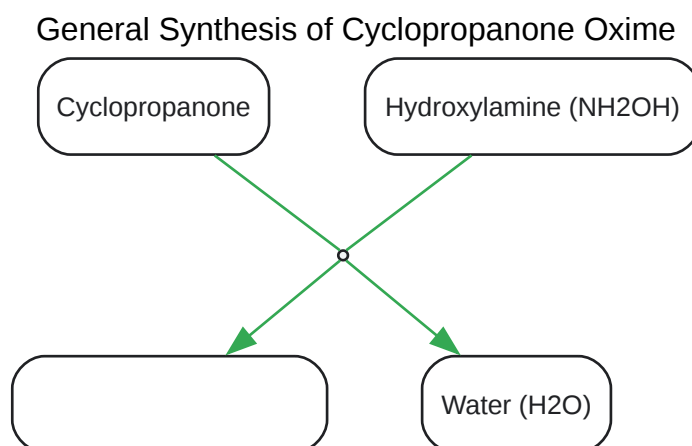 General Synthesis of Cyclopropanone Oxime
Cyclopropanone
Hydroxylamine (NH2OH)
Water (H2O)